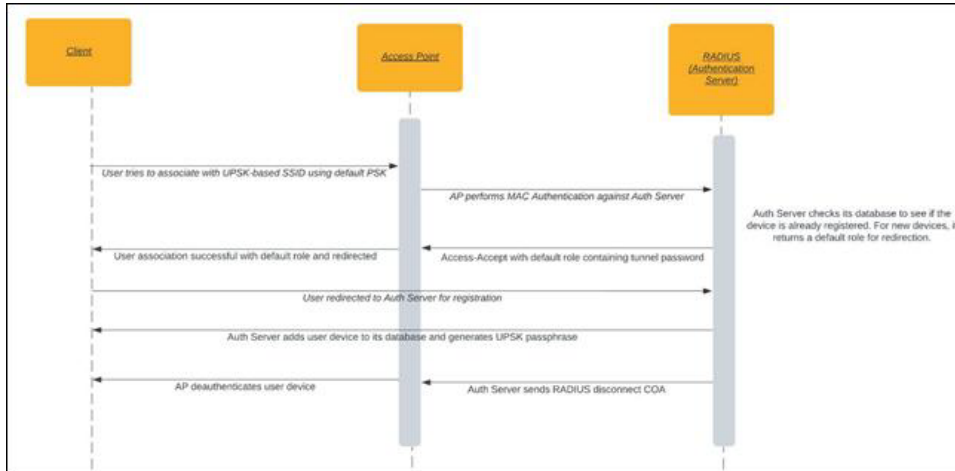 Client
Access Point
RADIUS
(Authentication
Server)
User tries to associate with UPSK-based SSID using default PSK
AP performs MAC Authentication against Auth Server
Auth Server checks its database to see if the
device is already registered. For new devices, i
returns a default role for redirection.
User association successful with default role and redirected
Access-Accept with default role containing tunnel password
User redirected to Auth Server for registration
Auth Server adds user device to its database and generates UPSK passphrase
AP deauthenticates user device
Auth Server sends RADIUS disconnect COA